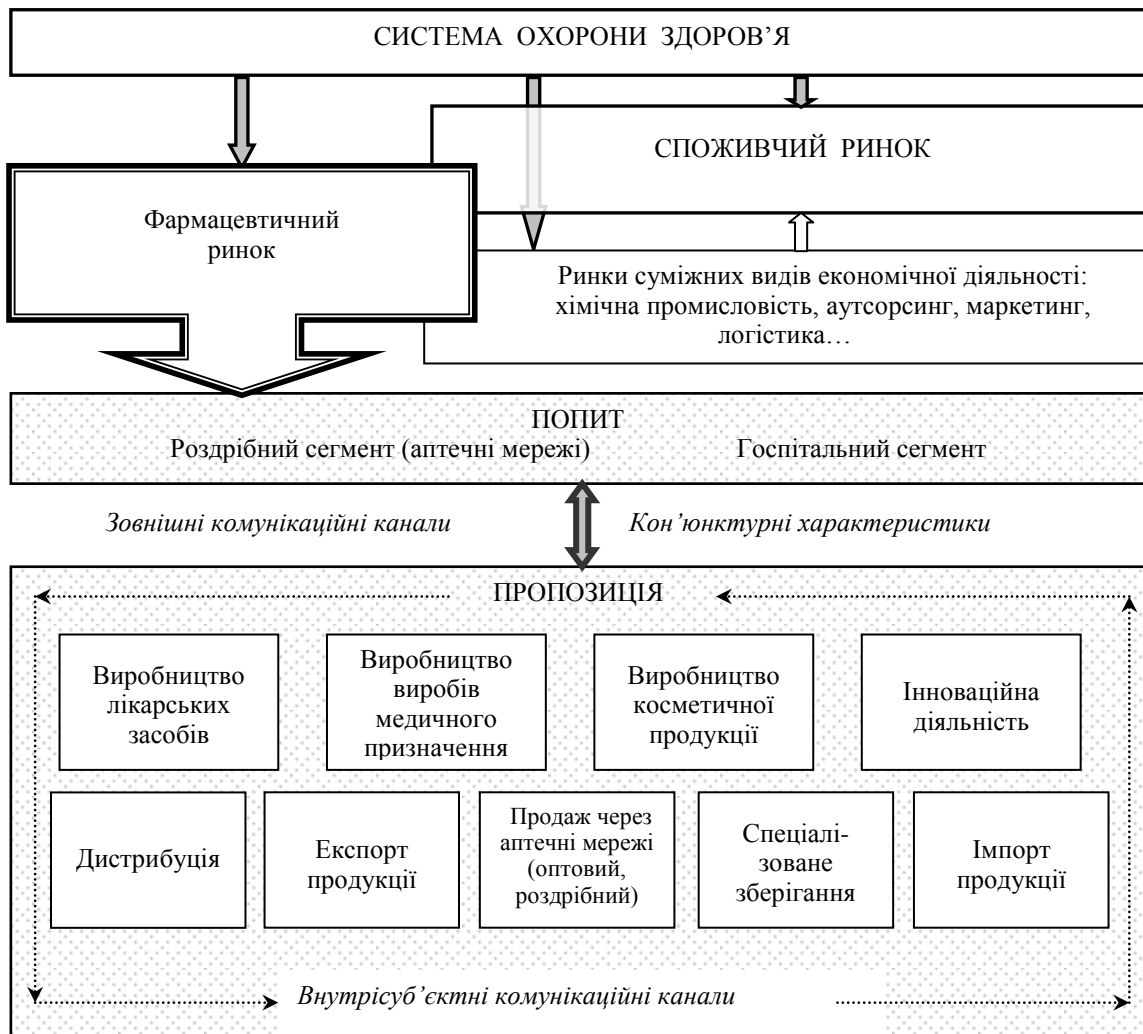 СИСТЕМА ОХОРОНИ ЗДОРОВ’Я
СПОЖИВЧИЙ РИНОК
Фармацевтичний
ринок
Ринки суміжних видів економічної діяльності:
хімічна промисловість, аутсорсинг, маркетинг,
логістика…
ПОПИТ
Роздрібний сегмент (аптечні мережі) Госпітальний сегмент
Зовнішні комунікаційні канали Кон’юнктурні характеристики
ПРОПОЗИЦІЯ
Виробництво
лікарських
засобів
Виробництво
виробів
медичного
призначення
Виробництво
косметичної
продукції
Інноваційна
діяльність
Дистрибуція
Експорт
продукції
Продаж через
аптечні мережі
(оптовий,
роздрібний)
Спеціалі-
зоване
зберігання
Імпорт
продукції
Внутрісуб’єктні комунікаційні канали